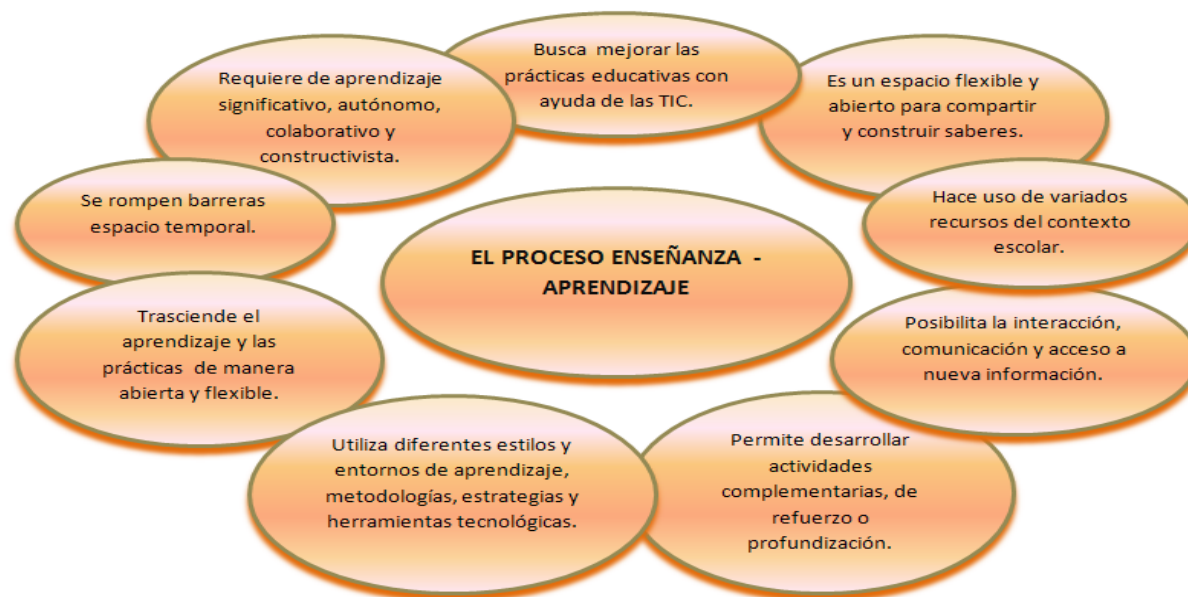 Busca mejorar las
prácticas educativas con
ayuda de las TIC.
Es un espacio flexible y
abierto para compartir
y construir saberes.
Hace uso de variados
recursos del contexto
escolar.
Posibilita la interacción,
comunicación y acceso a
nueva información.
Permite desarrollar
actividades
complementarias, de
refuerzo o
profundización.
Utiliza diferentes estilos y
entornos de aprendizaje,
metodologías, estrategias y
herramientas tecnológicas.
Trasciende el
aprendizaje y las
prácticas de manera
abierta y flexible.
Se rompen barreras
espacio temporal.
Requiere de aprendizaje
significativo, autónomo,
colaborativo y
constructivista.
EL PROCESO ENSEÑANZA -
APRENDIZAJE